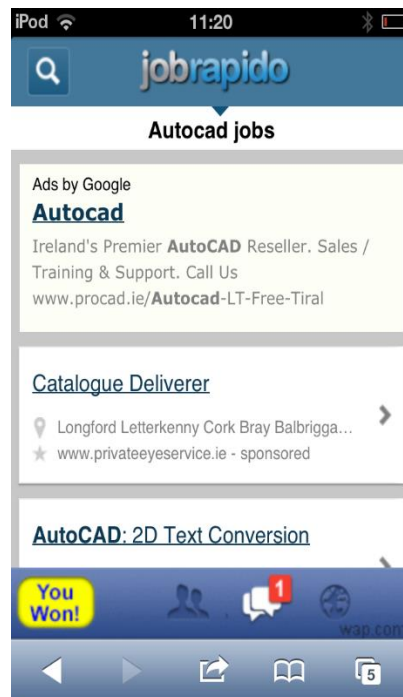 iPod 11:20
jobrapido
Autocad jobs
Ads by Google
Autocad
Ireland's Premier AutoCAD Reseller. Sales /
Training & Support. Call Us
www.procad.ie/Autocad-LT-Free-Tiral
Catalogue Deliverer
Longford Letterkenny Cork Bray Balbrigga...
www.privateeyeservice.ie - sponsored
AutoCAD: 2D Text Conversion
You
Won!
1
wap.com
5